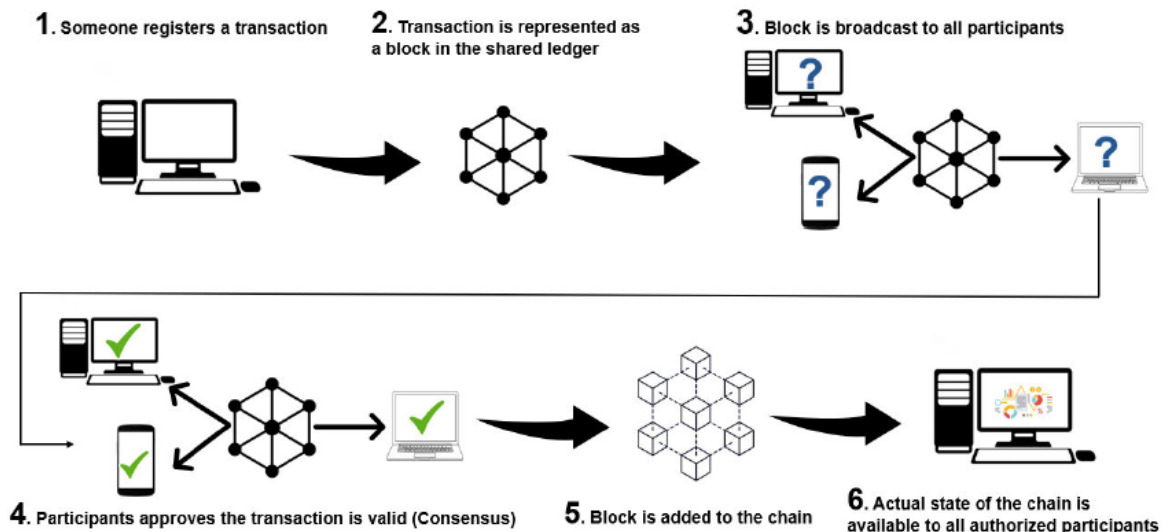 1. Someone registers a transaction
2. Transaction is represented as
a block in the shared ledger
3. Block is broadcast to all participants
?
?
?
4. Participants approves the transaction is valid (Consensus)
5. Block is added to the chain
6. Actual state of the chain is
available to all authorized participants